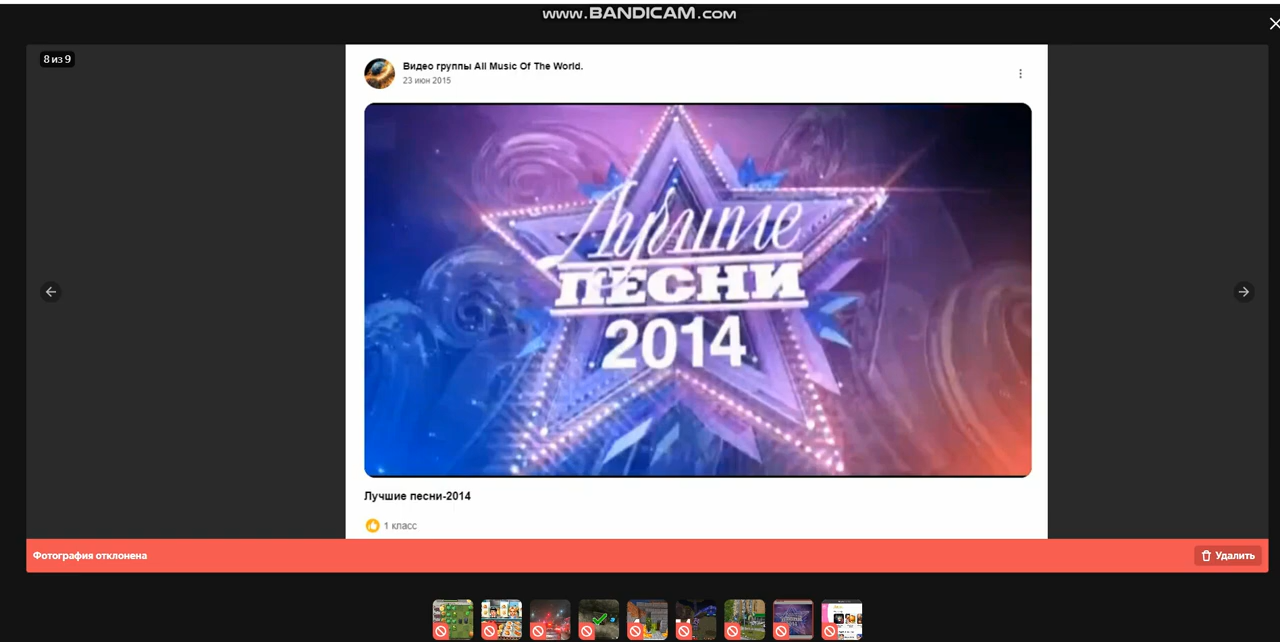 www.BANDICAM.com
8 из 9
Видео группы All Music Of The World.
23 июн 2015
Лучшие
ПЕСНИ
2014
Лучшие песни-2014
1 класс
Фотография отклонена
Удалить